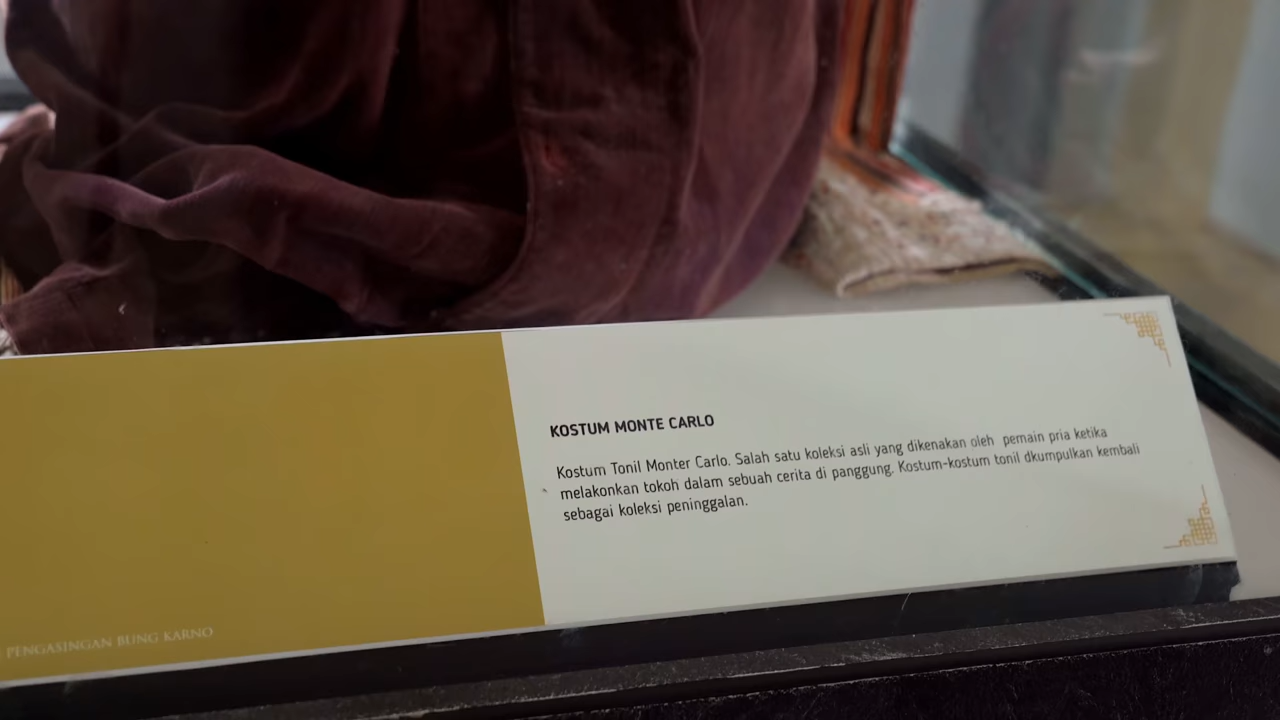 KOSTUM MONTE CARLO
Kostum Tonil Monter Carlo. Salah satu koleksi asli yang dikenakan oleh pemain pria ketika
melakonkan tokoh dalam sebuah cerita di panggung. Kostum-kostum tonil dkumpulkan kembali
sebagai koleksi peninggalan.
PENGASINGAN BUNG KARNO